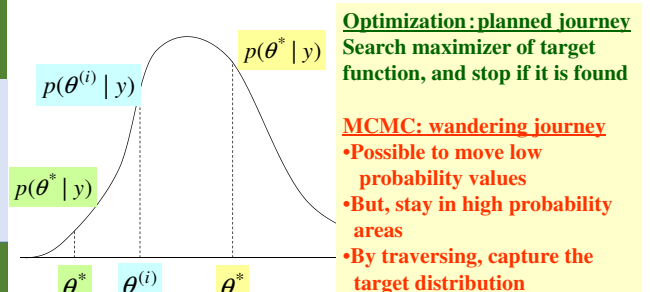 p(θ* | y)
p(θ(i) | y)
p(θ* | y)
θ* θ(i) θ*
Optimization:planned journey
Search maximizer of target
function, and stop if it is found
MCMC: wandering journey
•Possible to move low
probability values
•But, stay in high probability
areas
•By traversing, capture the
target distribution